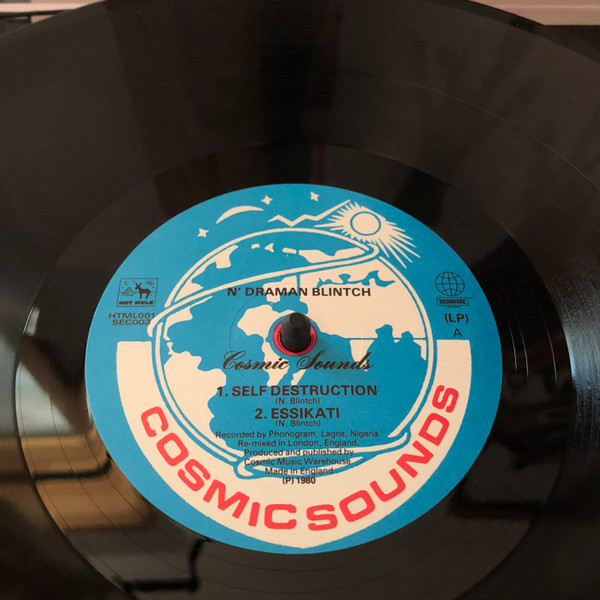 N' DRAMAN BLINTCH
HOT MULE
HTML001
SEC003
SECOUSSE
(LP)
A
Cosmic Sounds
1. SELF DESTRUCTION
(N. Blintch)
2. ESSIKATI
(N. Blintch)
Recorded by Phonogram, Lagos, Nigeria.
Re-mixed in London, England.
Produced and published by
Cosmic Music Warehouse
Made in England
(P) 1980
COSMIC SOUNDS